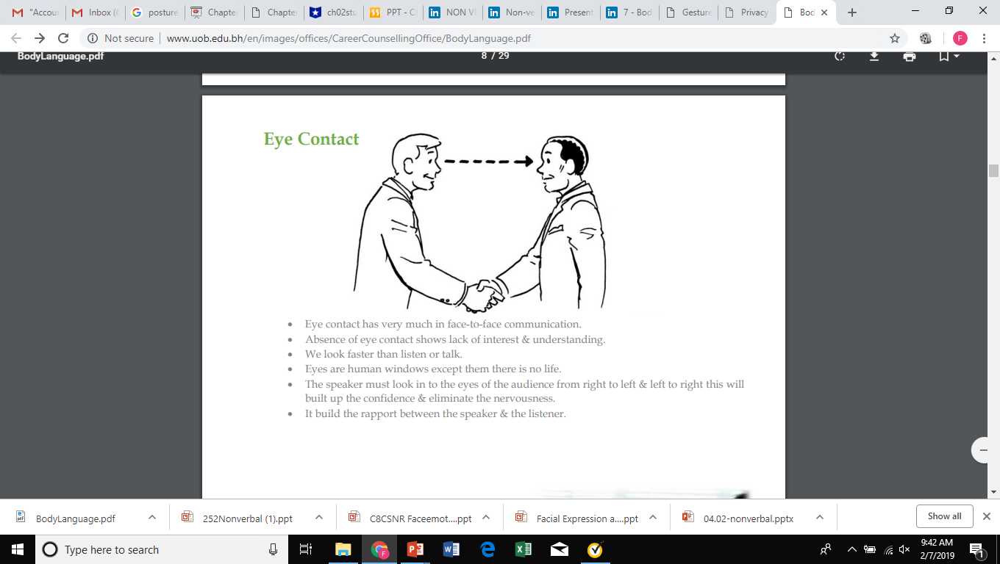 "Accou
Inbox (6
posture
Chapter
Chapter
ch02stu
PPT - C
NON VE
Non-ve
Present
7 - Bod
Gesture
Privacy
Bod
Not secure | www.uob.edu.bh/en/images/offices/CareerCounsellingOffice/BodyLanguage.pdf
BodyLanguage.pdf
8 / 29
Eye Contact
Eye contact has very much in face-to-face communication.
Absence of eye contact shows lack of interest & understanding.
We look faster than listen or talk.
Eyes are human windows except them there is no life.
The speaker must look in to the eyes of the audience from right to left & left to right this will
built up the confidence & eliminate the nervousness.
It build the rapport between the speaker & the listener.
BodyLanguage.pdf
252Nonverbal (1).ppt
C8CSNR Faceemot....ppt
Facial Expression a....ppt
04.02-nonverbal.pptx
Show all
Type here to search
9:42 AM
2/7/2019